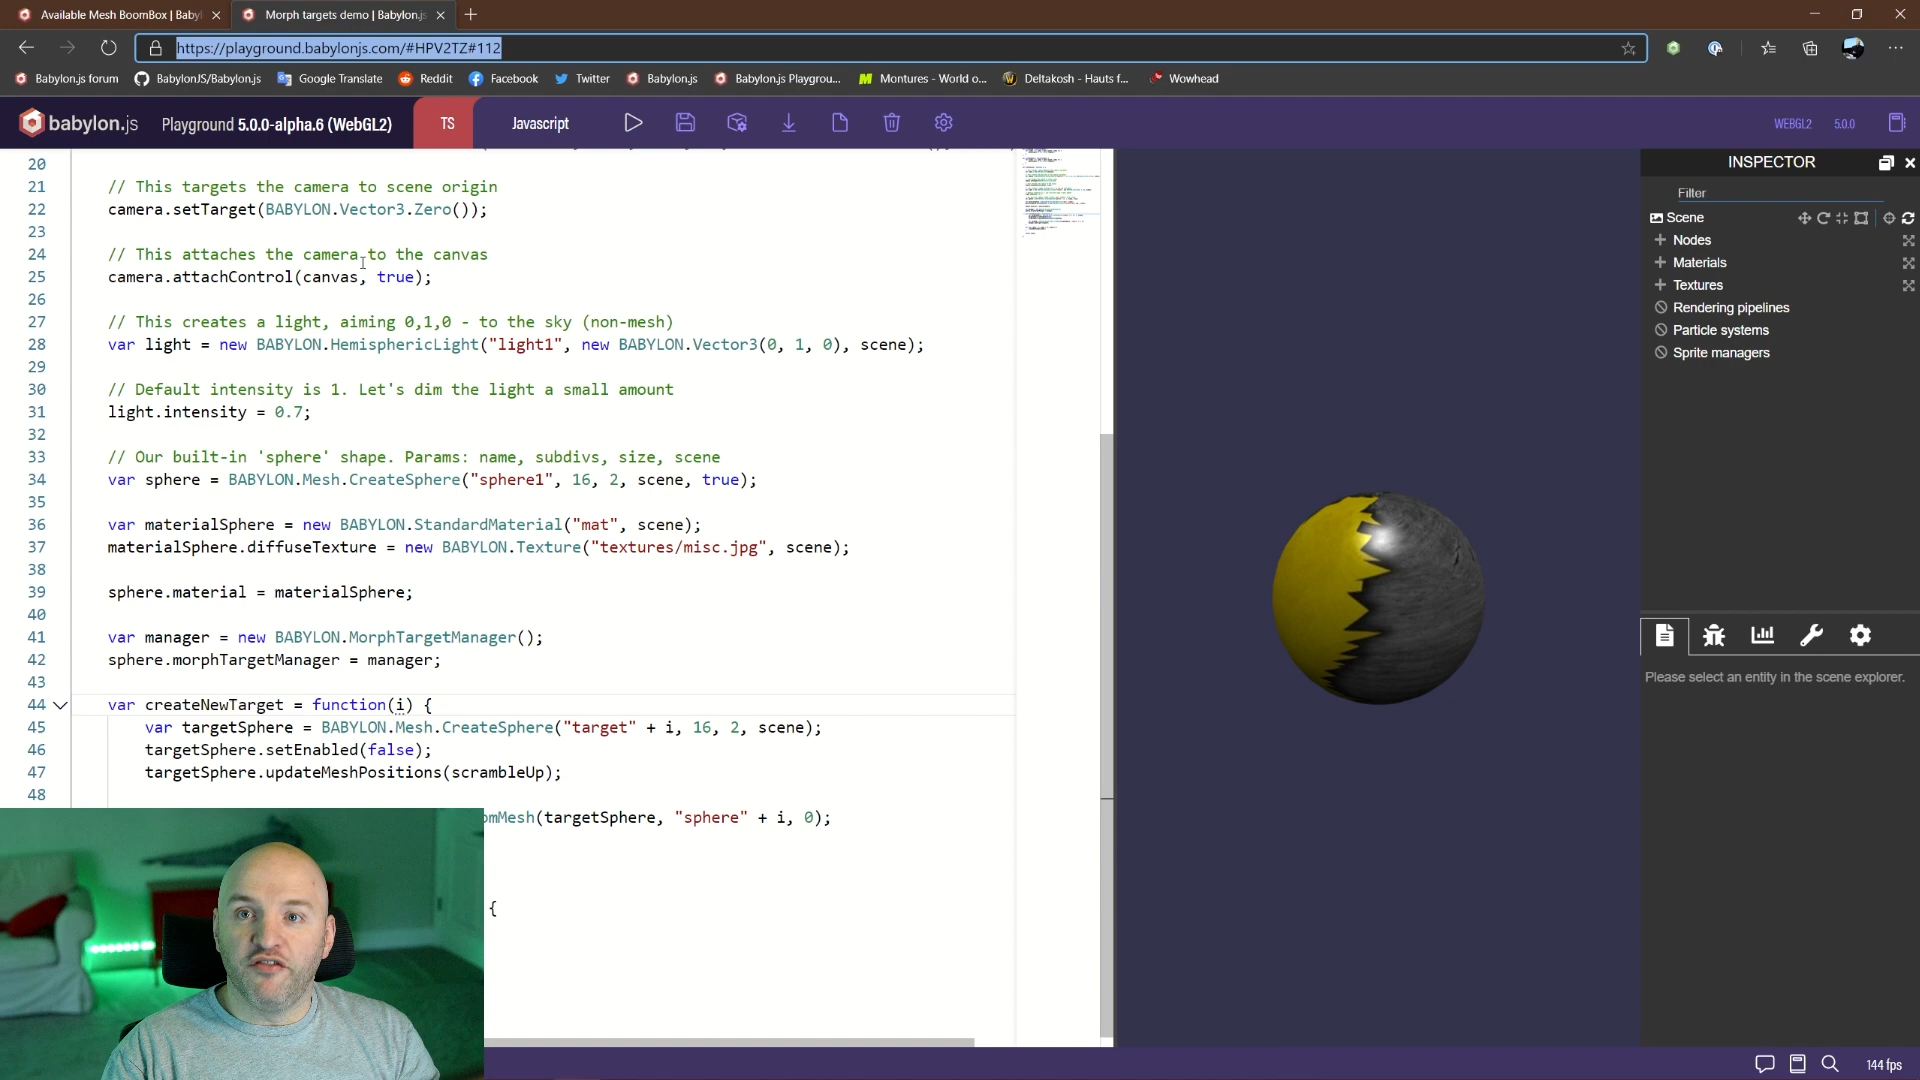 Available Mesh BoomBox | Baby
Morph targets demo | Babylon.js
https://playground.babylonjs.com/#HPV2TZ#112
Babylon.js forum
BabylonJS/Babylon.js
Google Translate
Reddit
Facebook
Twitter
Babylon.js
Babylon.js Playgrou...
Montures - World o...
Deltakosh - Hauts f...
Wowhead
babylon.js
Playground 5.0.0-alpha.6 (WebGL2)
TS
Javascript
WEBGL2
5.0.0
20
21 // This targets the camera to scene origin
22 camera.setTarget(BABYLON.Vector3.Zero());
23
24 // This attaches the camera to the canvas
25 camera.attachControl(canvas, true);
26
27 // This creates a light, aiming 0,1,0 - to the sky (non-mesh)
28 var light = new BABYLON.HemisphericLight("light1", new BABYLON.Vector3(0, 1, 0), scene);
29
30 // Default intensity is 1. Let's dim the light a small amount
31 light.intensity = 0.7;
32
33 // Our built-in 'sphere' shape. Params: name, subdivs, size, scene
34 var sphere = BABYLON.Mesh.CreateSphere("sphere1", 16, 2, scene, true);
35
36 var materialSphere = new BABYLON.StandardMaterial("mat", scene);
37 materialSphere.diffuseTexture = new BABYLON.Texture("textures/misc.jpg", scene);
38
39 sphere.material = materialSphere;
40
41 var manager = new BABYLON.MorphTargetManager();
42 sphere.morphTargetManager = manager;
43
44 var createNewTarget = function(i) {
45 var targetSphere = BABYLON.Mesh.CreateSphere("target" + i, 16, 2, scene);
46 targetSphere.setEnabled(false);
47 targetSphere.updateMeshPositions(scrambleUp);
48
omMesh(targetSphere, "sphere" + i, 0);
{
INSPECTOR
Filter
Scene
Nodes
Materials
Textures
Rendering pipelines
Particle systems
Sprite managers
Please select an entity in the scene explorer.
144 fps